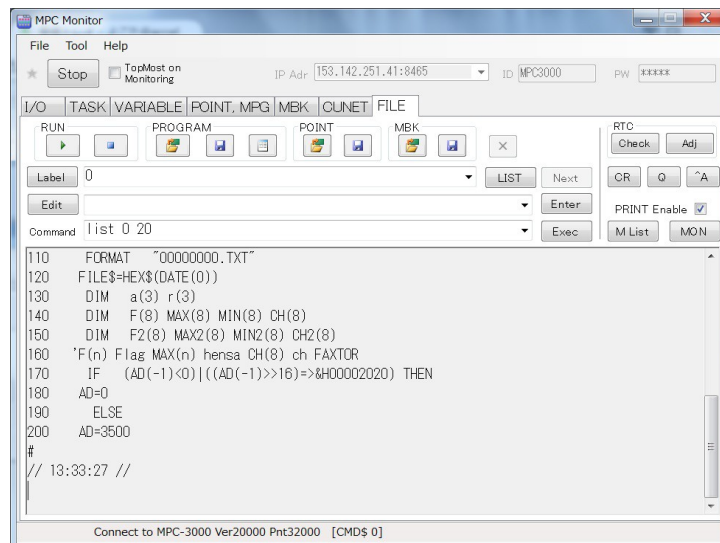 MPC Monitor
File Tool Help
Stop TopMost on Monitoring IP Adr 153.142.251.41:8465 ID MPC3000 PW *****
I/O TASK VARIABLE POINT, MPG MBK CUNET FILE
RUN PROGRAM POINT MBK RTC
Check Adj
Label 0 LIST Next CR Q ^A
Edit Enter PRINT Enable
Command list 0 20 Exec M List MON
110 FORMAT "00000000.TXT"
120 FILE$=HEX$(DATE(0))
130 DIM a(3) r(3)
140 DIM F(8) MAX(8) MIN(8) CH(8)
150 DIM F2(8) MAX2(8) MIN2(8) CH2(8)
160 'F(n) Flag MAX(n) hensa CH(8) ch FAXTOR
170 IF (AD(-1)<0)|((AD(-1)>>16)=>&H00002020) THEN
180 AD=0
190 ELSE
200 AD=3500
#
// 13:33:27 //
Connect to MPC-3000 Ver20000 Pnt32000 [CMD$ 0]